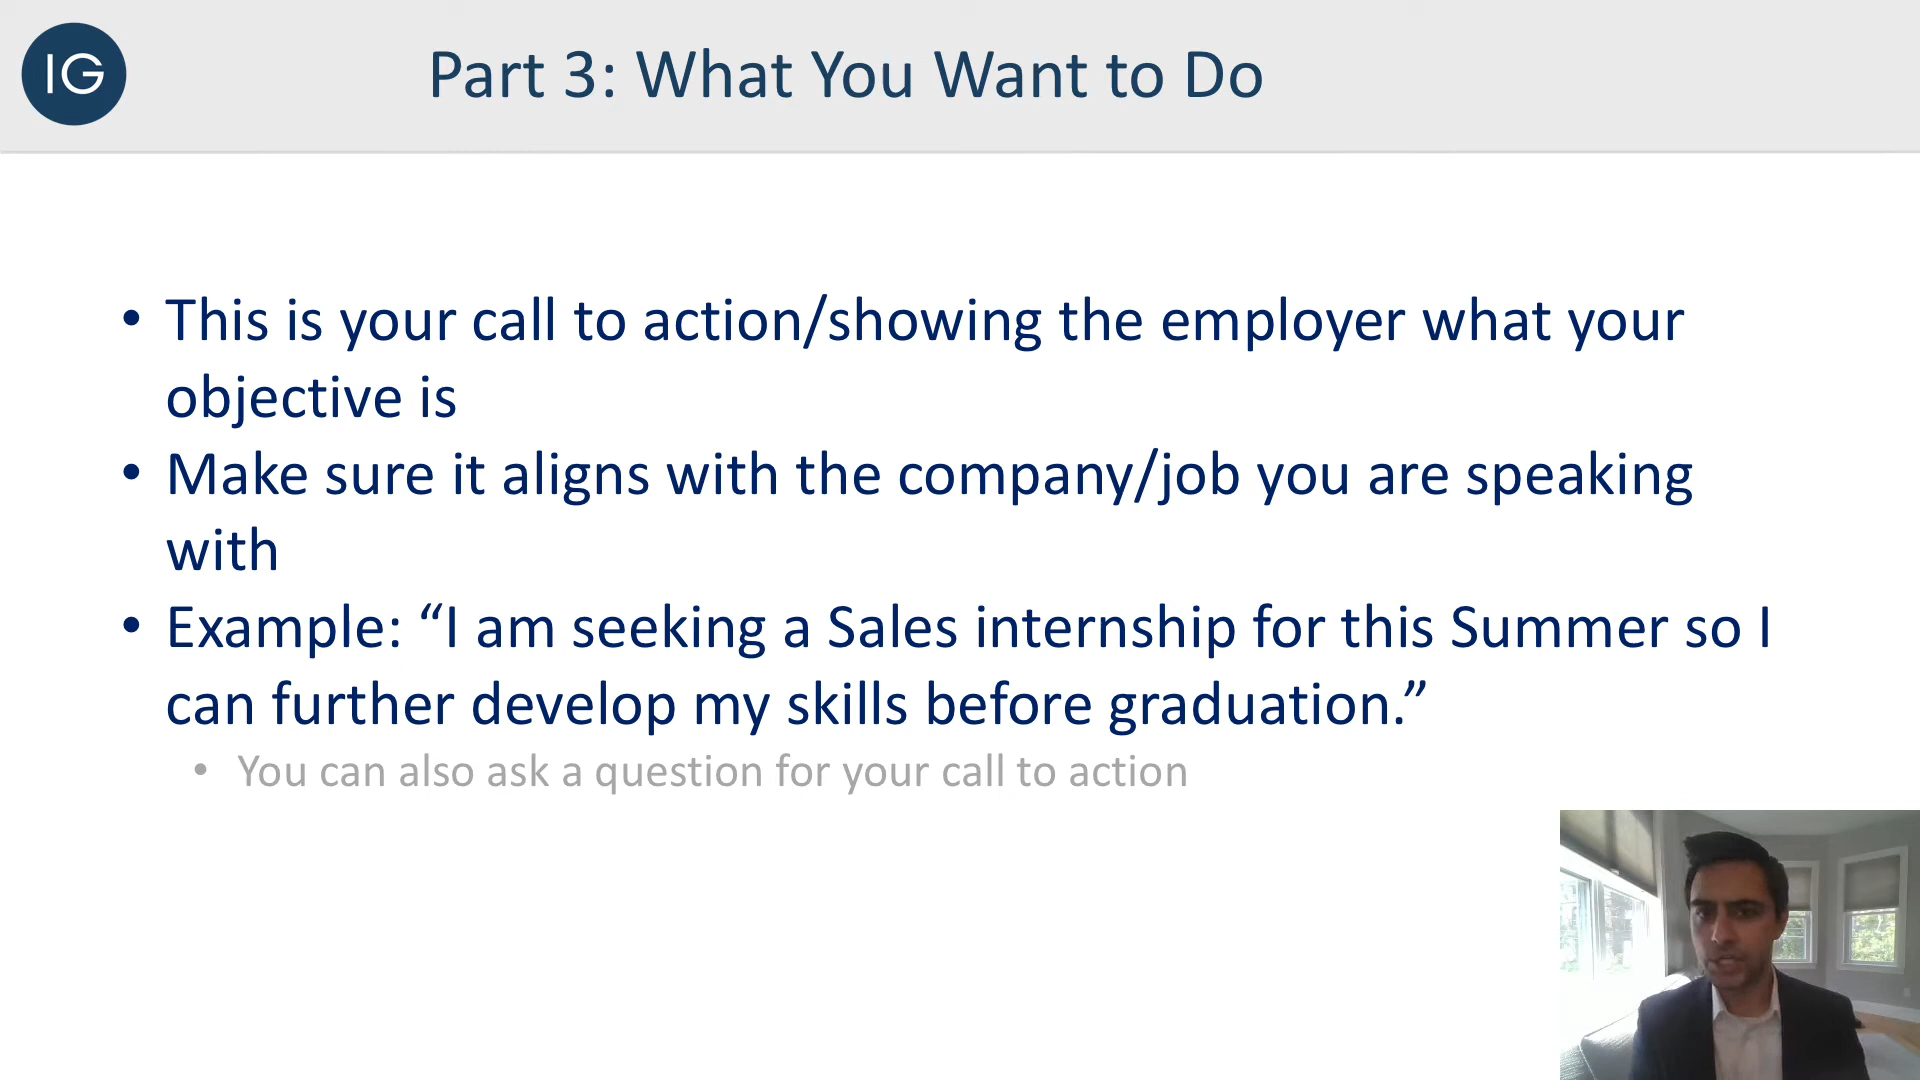 IG
Part 3: What You Want to Do
• This is your call to action/showing the employer what your
objective is
• Make sure it aligns with the company/job you are speaking
with
• Example: “I am seeking a Sales internship for this Summer so I
can further develop my skills before graduation.”
• You can also ask a question for your call to action